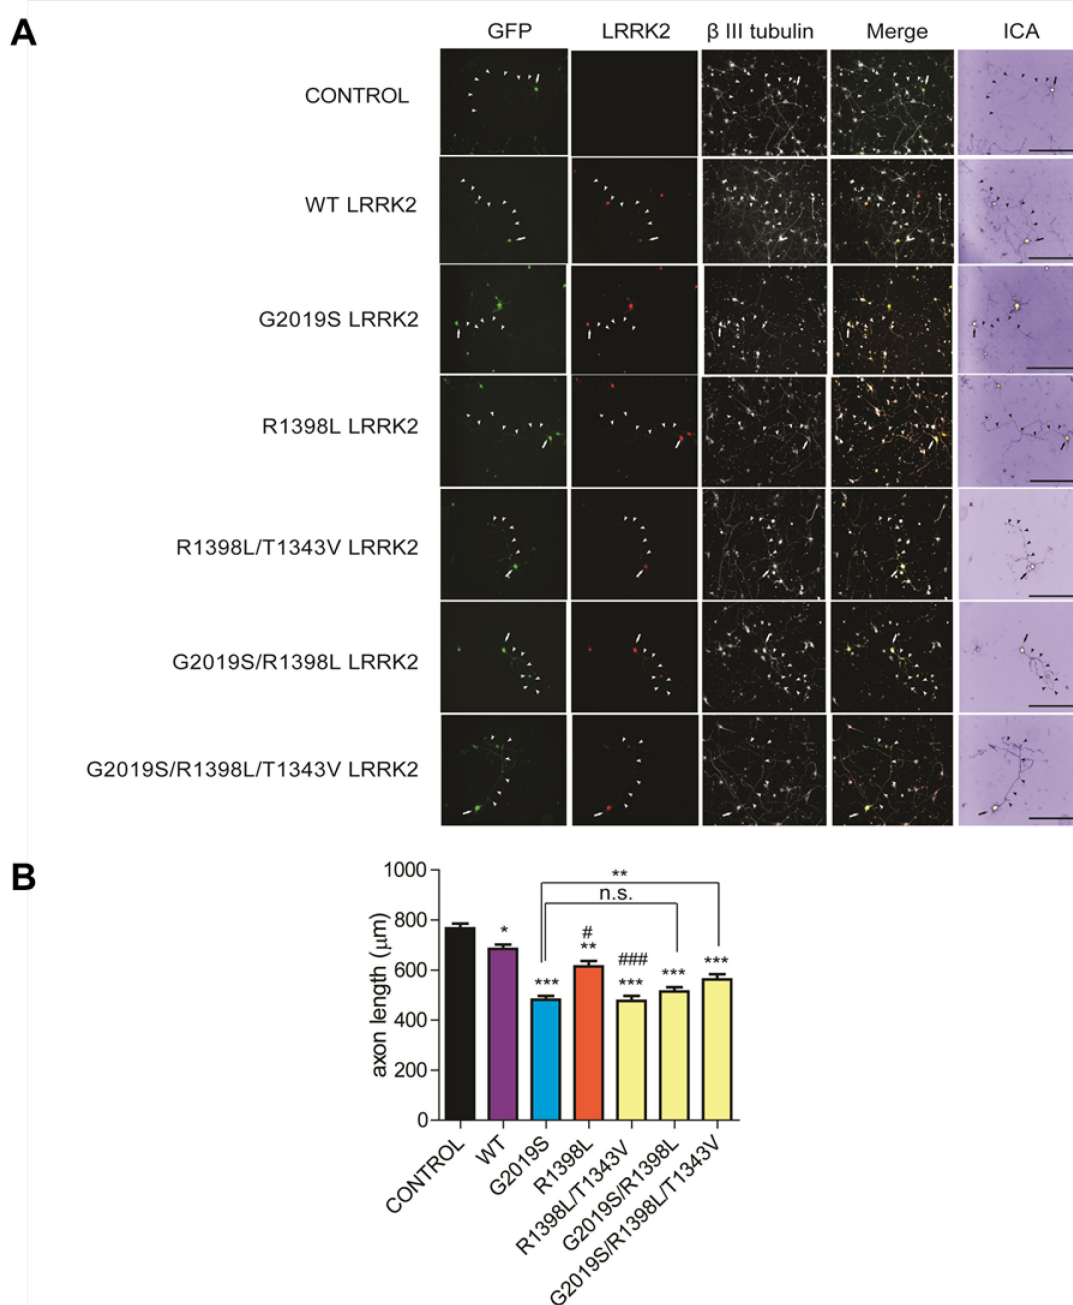 A
GFP LRRK2 β III tubulin Merge ICA
CONTROL
WT LRRK2
G2019S LRRK2
R1398L LRRK2
R1398L/T1343V LRRK2
G2019S/R1398L LRRK2
G2019S/R1398L/T1343V LRRK2
B
axon length (μm)
1000
800
600
400
200
0
**
n.s.
*
***
#
**
###
***
***
***
CONTROL
WT
G2019S
R1398L
R1398L/T1343V
G2019S/R1398L
G2019S/R1398L/T1343V